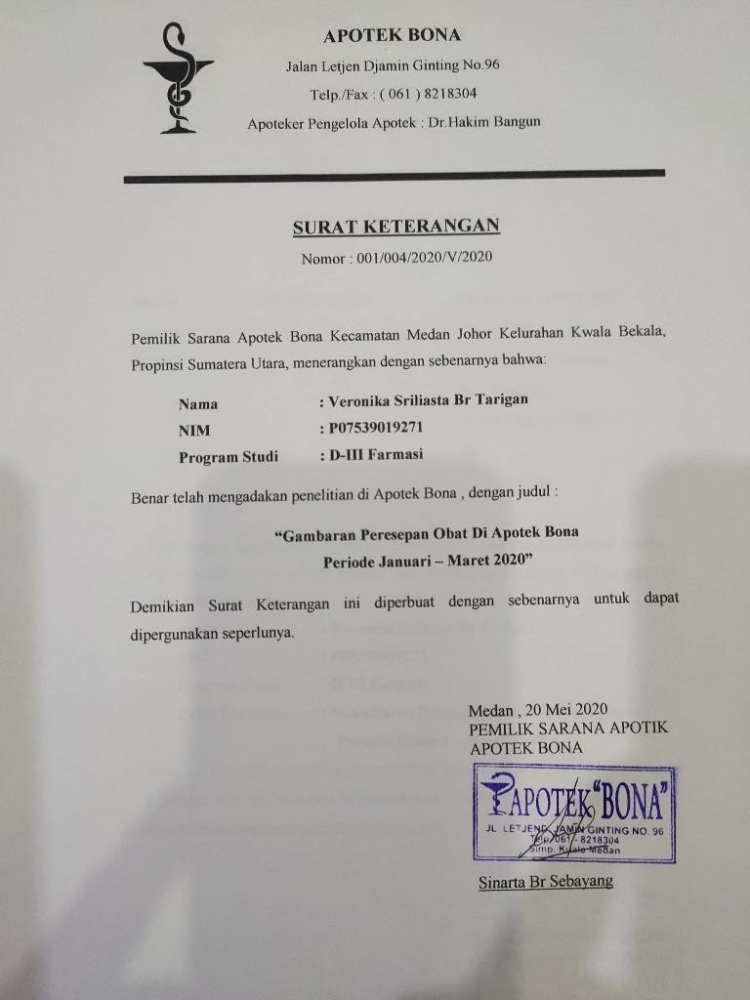 APOTEK BONA
Jalan Letjen Djamin Ginting No.96
Telp./Fax : ( 061 ) 8218304
Apoteker Pengelola Apotek : Dr.Hakim Bangun
SURAT KETERANGAN
Nomor : 001/004/2020/V/2020
Pemilik Sarana Apotek Bona Kecamatan Medan Johor Kelurahan Kwala Bekala,
Propinsi Sumatera Utara, menerangkan dengan sebenarnya bahwa:
Nama : Veronika Sriliasta Br Tarigan
NIM : P07539019271
Program Studi : D-III Farmasi
Benar telah mengadakan penelitian di Apotek Bona , dengan judul :
“Gambaran Peresepan Obat Di Apotek Bona
Periode Januari – Maret 2020”
Demikian Surat Keterangan ini diperbuat dengan sebenarnya untuk dapat
dipergunakan seperlunya.
Medan , 20 Mei 2020
PEMILIK SARANA APOTIK
APOTEK BONA
APOTEK “BONA”
JL LETJEND. JAMIN GINTING NO. 96
Telp. 061 - 8218304
Simp. Kwala Medan
Sinarta Br Sebayang